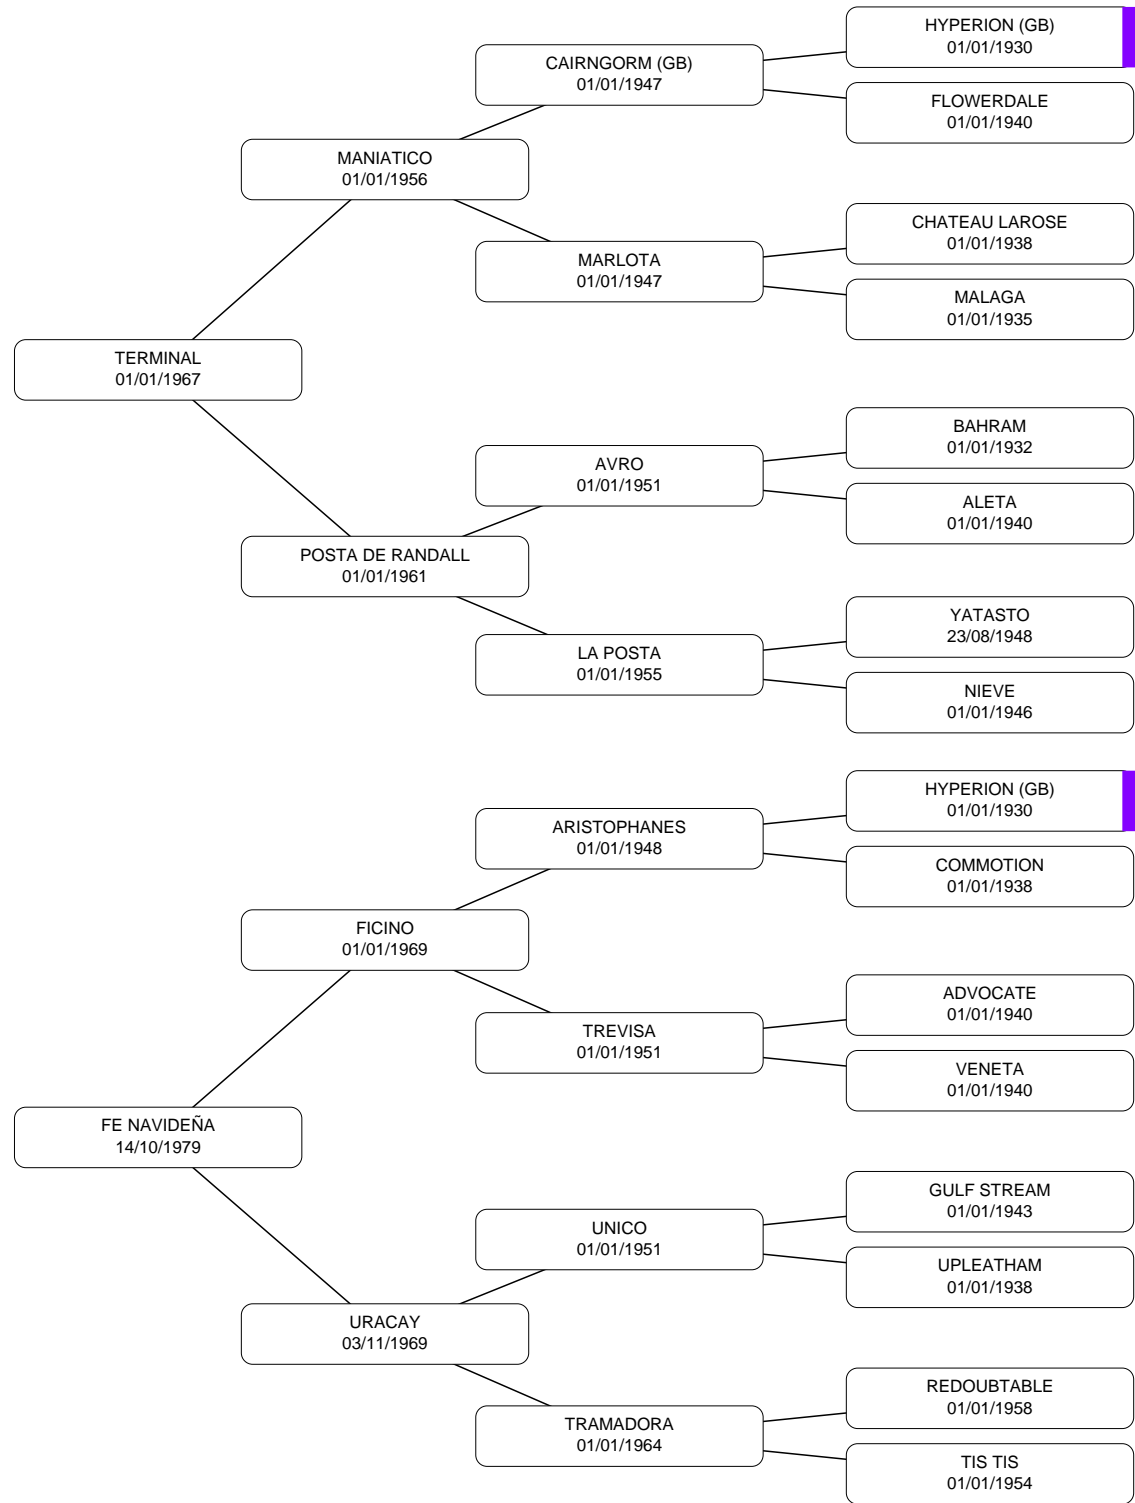 HYPERION (GB)
01/01/1930
CAIRNGORM (GB)
01/01/1947
FLOWERDALE
01/01/1940
MANIATICO
01/01/1956
CHATEAU LAROSE
01/01/1938
MARLOTA
01/01/1947
MALAGA
01/01/1935
TERMINAL
01/01/1967
BAHRAM
01/01/1932
AVRO
01/01/1951
ALETA
01/01/1940
POSTA DE RANDALL
01/01/1961
YATASTO
23/08/1948
LA POSTA
01/01/1955
NIEVE
01/01/1946
HYPERION (GB)
01/01/1930
ARISTOPHANES
01/01/1948
COMMOTION
01/01/1938
FICINO
01/01/1969
ADVOCATE
01/01/1940
TREVISA
01/01/1951
VENETA
01/01/1940
FE NAVIDEÑA
14/10/1979
GULF STREAM
01/01/1943
UNICO
01/01/1951
UPLEATHAM
01/01/1938
URACAY
03/11/1969
REDOUBTABLE
01/01/1958
TRAMADORA
01/01/1964
TIS TIS
01/01/1954